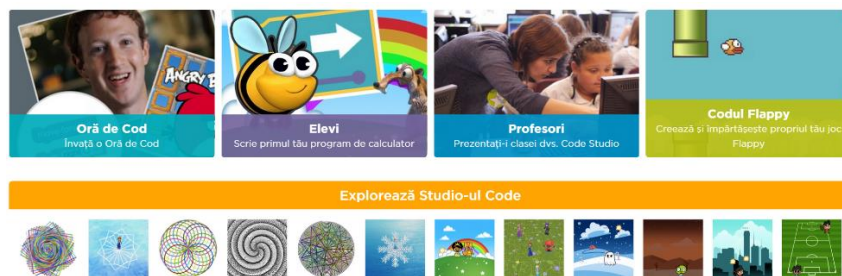 ANGRY B
Oră de Cod
Învață o Oră de Cod
Elevi
Scrie primul tău program de calculator
Profesori
Prezentați-i clasei dvs. Code Studio
Codul Flappy
Creează și împărtășește propriul tău joc
Flappy
Explorează Studio-ul Code